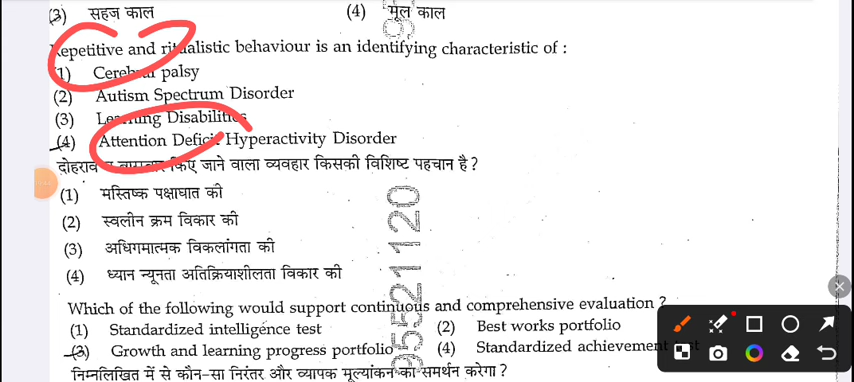 (3) सहज काल (4) मूल काल
Repetitive and ritualistic behaviour is an identifying characteristic of :
(1) Cerebral palsy
(2) Autism Spectrum Disorder
(3) Learning Disabilities
(4) Attention Deficit Hyperactivity Disorder
दोहराव व बारम्बार किए जाने वाला व्यवहार किसकी विशिष्ट पहचान है ?
(1) मस्तिष्क पक्षाघात की
(2) स्वलीन क्रम विकार की
(3) अधिगमात्मक विकलांगता की
(4) ध्यान न्यूनता अतिक्रियाशीलता विकार की
Which of the following would support continuous and comprehensive evaluation ?
(1) Standardized intelligence test (2) Best works portfolio
(3) Growth and learning progress portfolio (4) Standardized achievement test
निम्नलिखित में से कौन-सा निरंतर और व्यापक मूल्यांकन का समर्थन करेगा ?
95521120